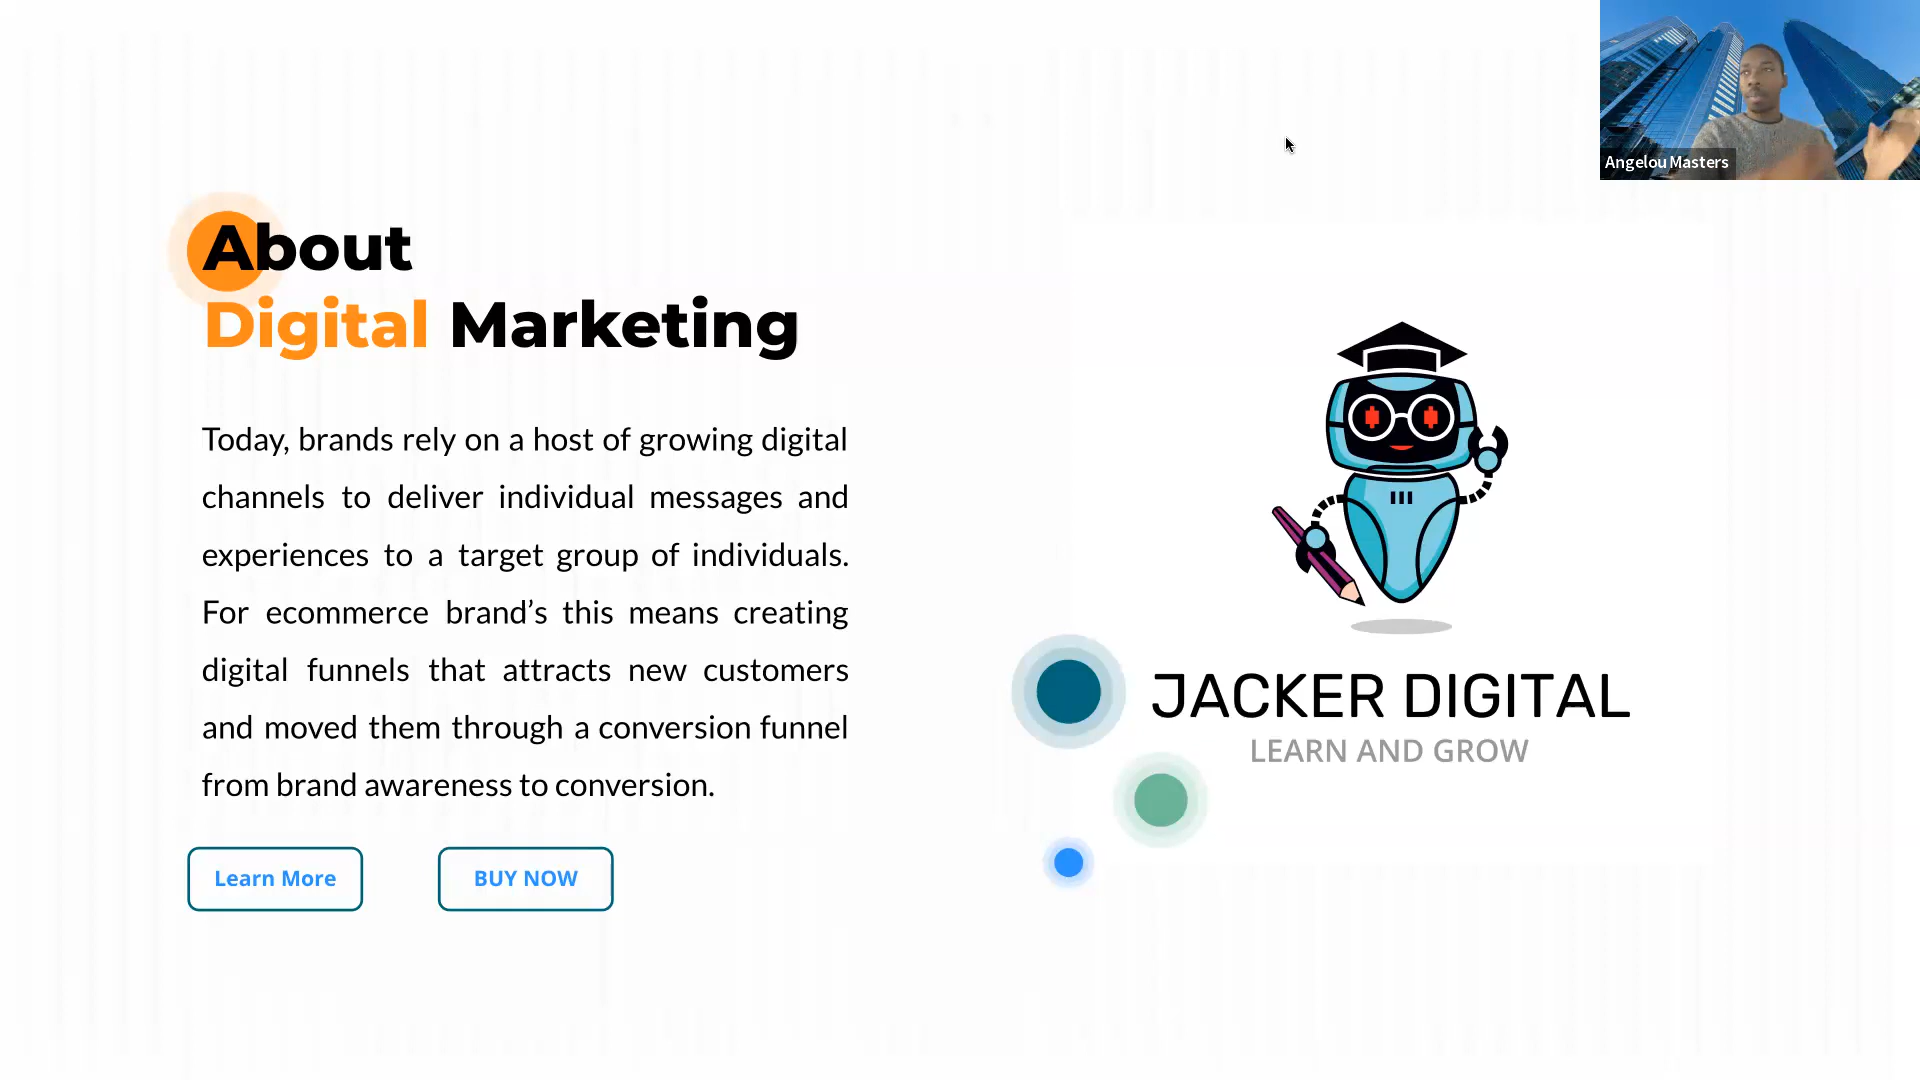 Angelou Masters
About
Digital Marketing
Today, brands rely on a host of growing digital
channels to deliver individual messages and
experiences to a target group of individuals.
For ecommerce brand’s this means creating
digital funnels that attracts new customers
and moved them through a conversion funnel
from brand awareness to conversion.
Learn More
BUY NOW
JACKER DIGITAL
LEARN AND GROW